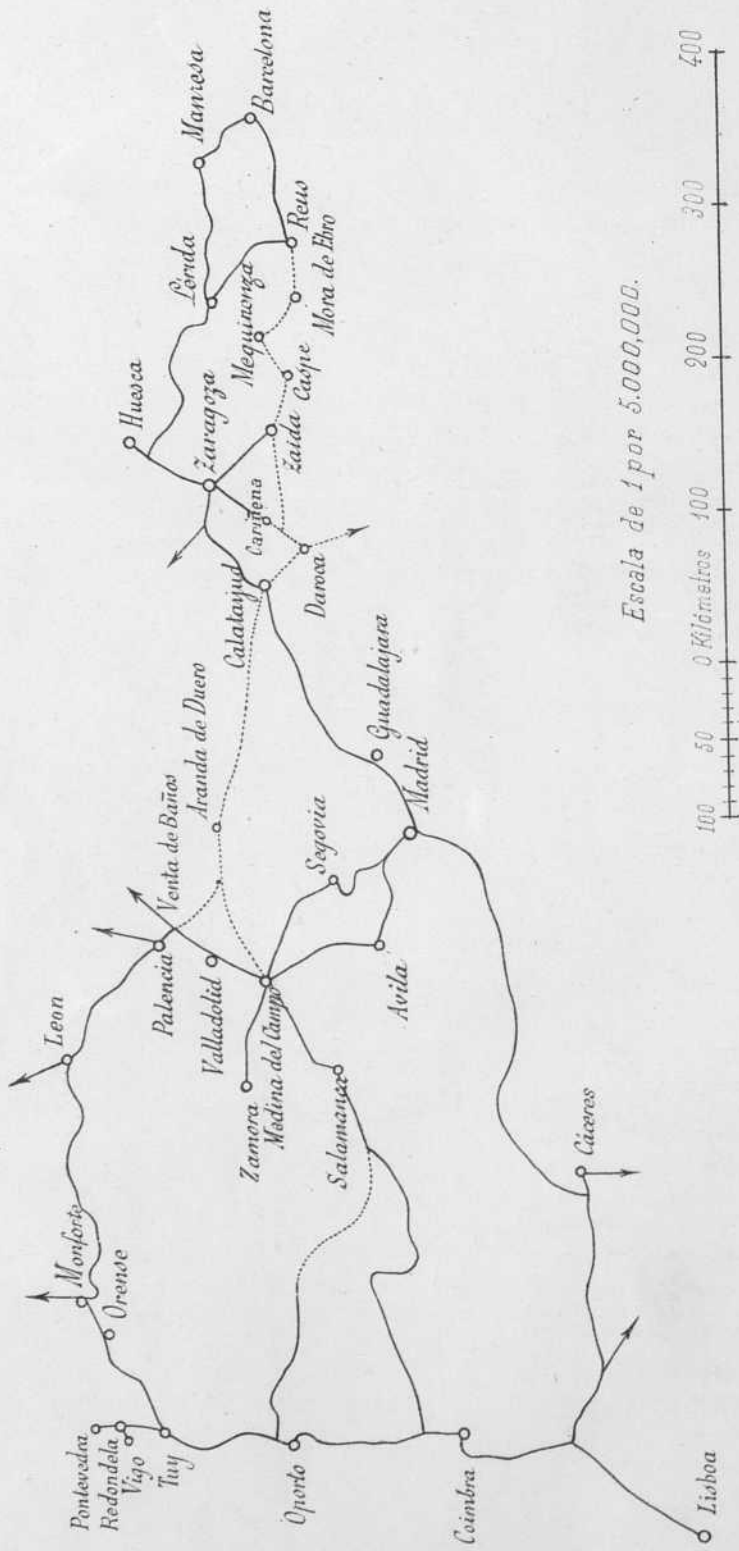 Pontevedra
Redondela
Vigo
Tuy
Oporto
Coimbra
Lisboa
Monforte
Orense
Leon
Palencia
Venta de Baños
Valladolid
Zamora
Medina del Campo
Salamanca
Avila
Segovia
Cáceres
Aranda de Duero
Madrid
Guadalajara
Calatayud
Daroca
Cariñena
Zaragoza
Huesca
Zaida
Caspe
Mequinenza
Mora de Ebro
Lérida
Reus
Manresa
Barcelona
Escala de 1 por 5.000,000.
100 50 0 Kilómetros 100 200 300 400